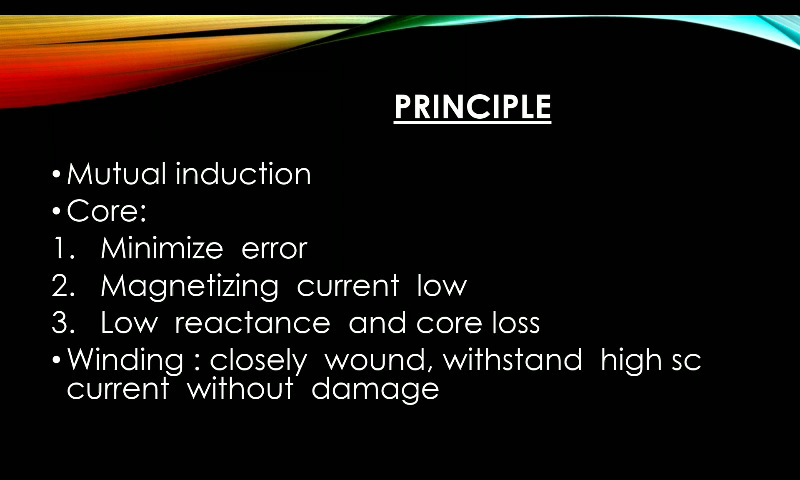 PRINCIPLE
•Mutual induction
•Core:
1. Minimize error
2. Magnetizing current low
3. Low reactance and core loss
•Winding : closely wound, withstand high sc
current without damage